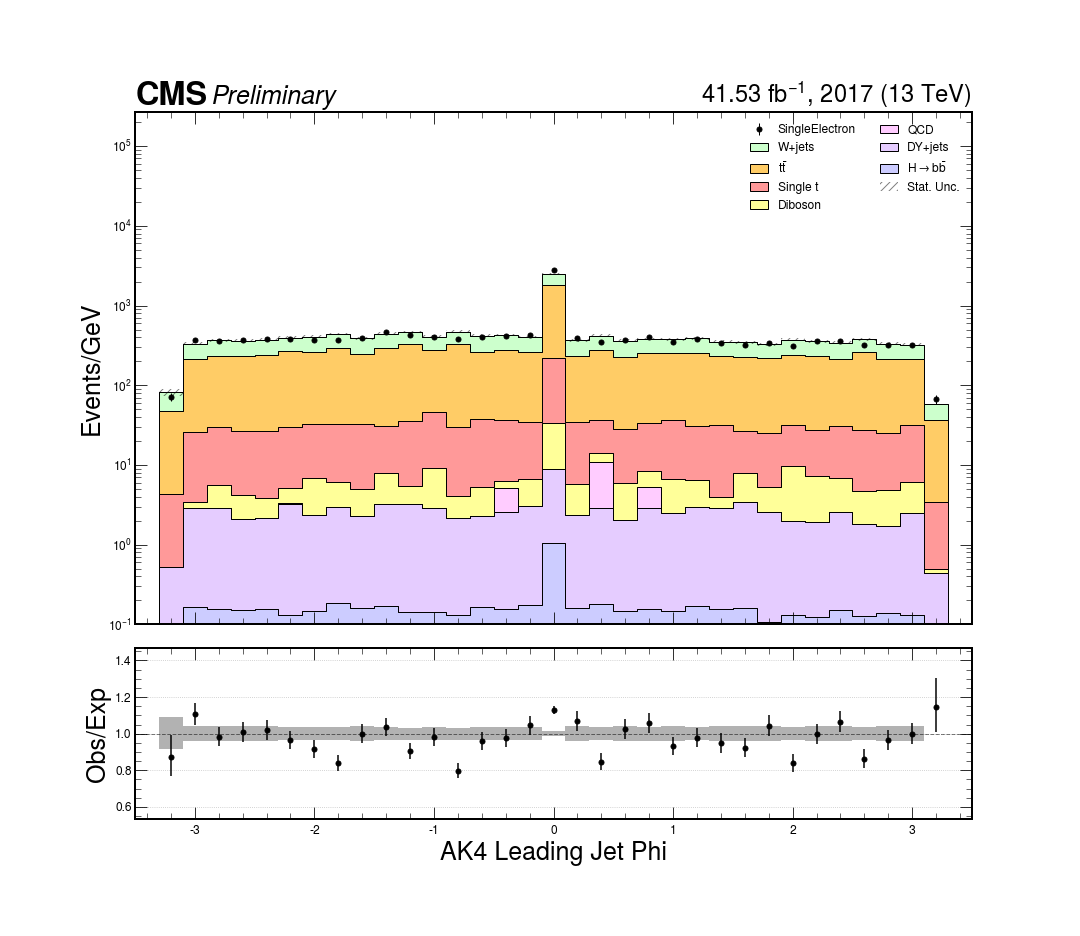 CMS Preliminary
41.53 fb⁻¹, 2017 (13 TeV)
SingleElectron
W+jets
tt̄
Single t
Diboson
QCD
DY+jets
H→bb̄
Stat. Unc.
Events/GeV
10⁵
10⁴
10³
10²
10¹
10⁰
10⁻¹
Obs/Exp
1.4
1.2
1.0
0.8
0.6
-3 -2 -1 0 1 2 3
AK4 Leading Jet Phi